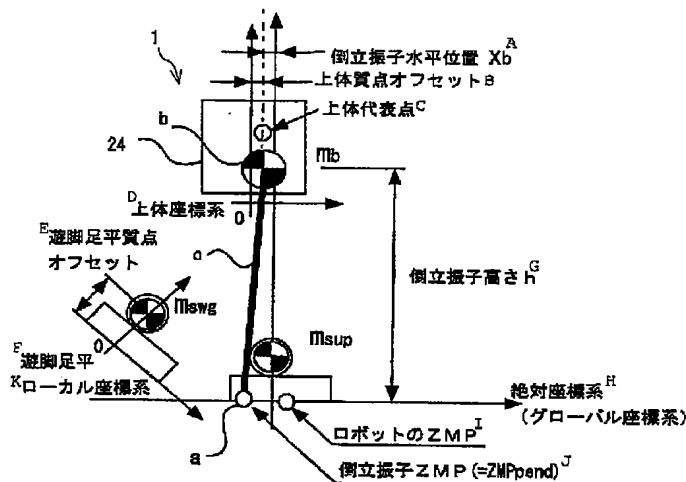 1
倒立振子水平位置 Xb A
上体質点オフセット B
上体代表点 C
b
24
mb
D 上体座標系
0
E 遊脚足平質点
オフセット
c
倒立振子高さh G
mswg
msup
0
F 遊脚足平
K ローカル座標系
絶対座標系 H
(グローバル座標系)
ロボットのZMP I
a
倒立振子ZMP(=ZMPpend) J